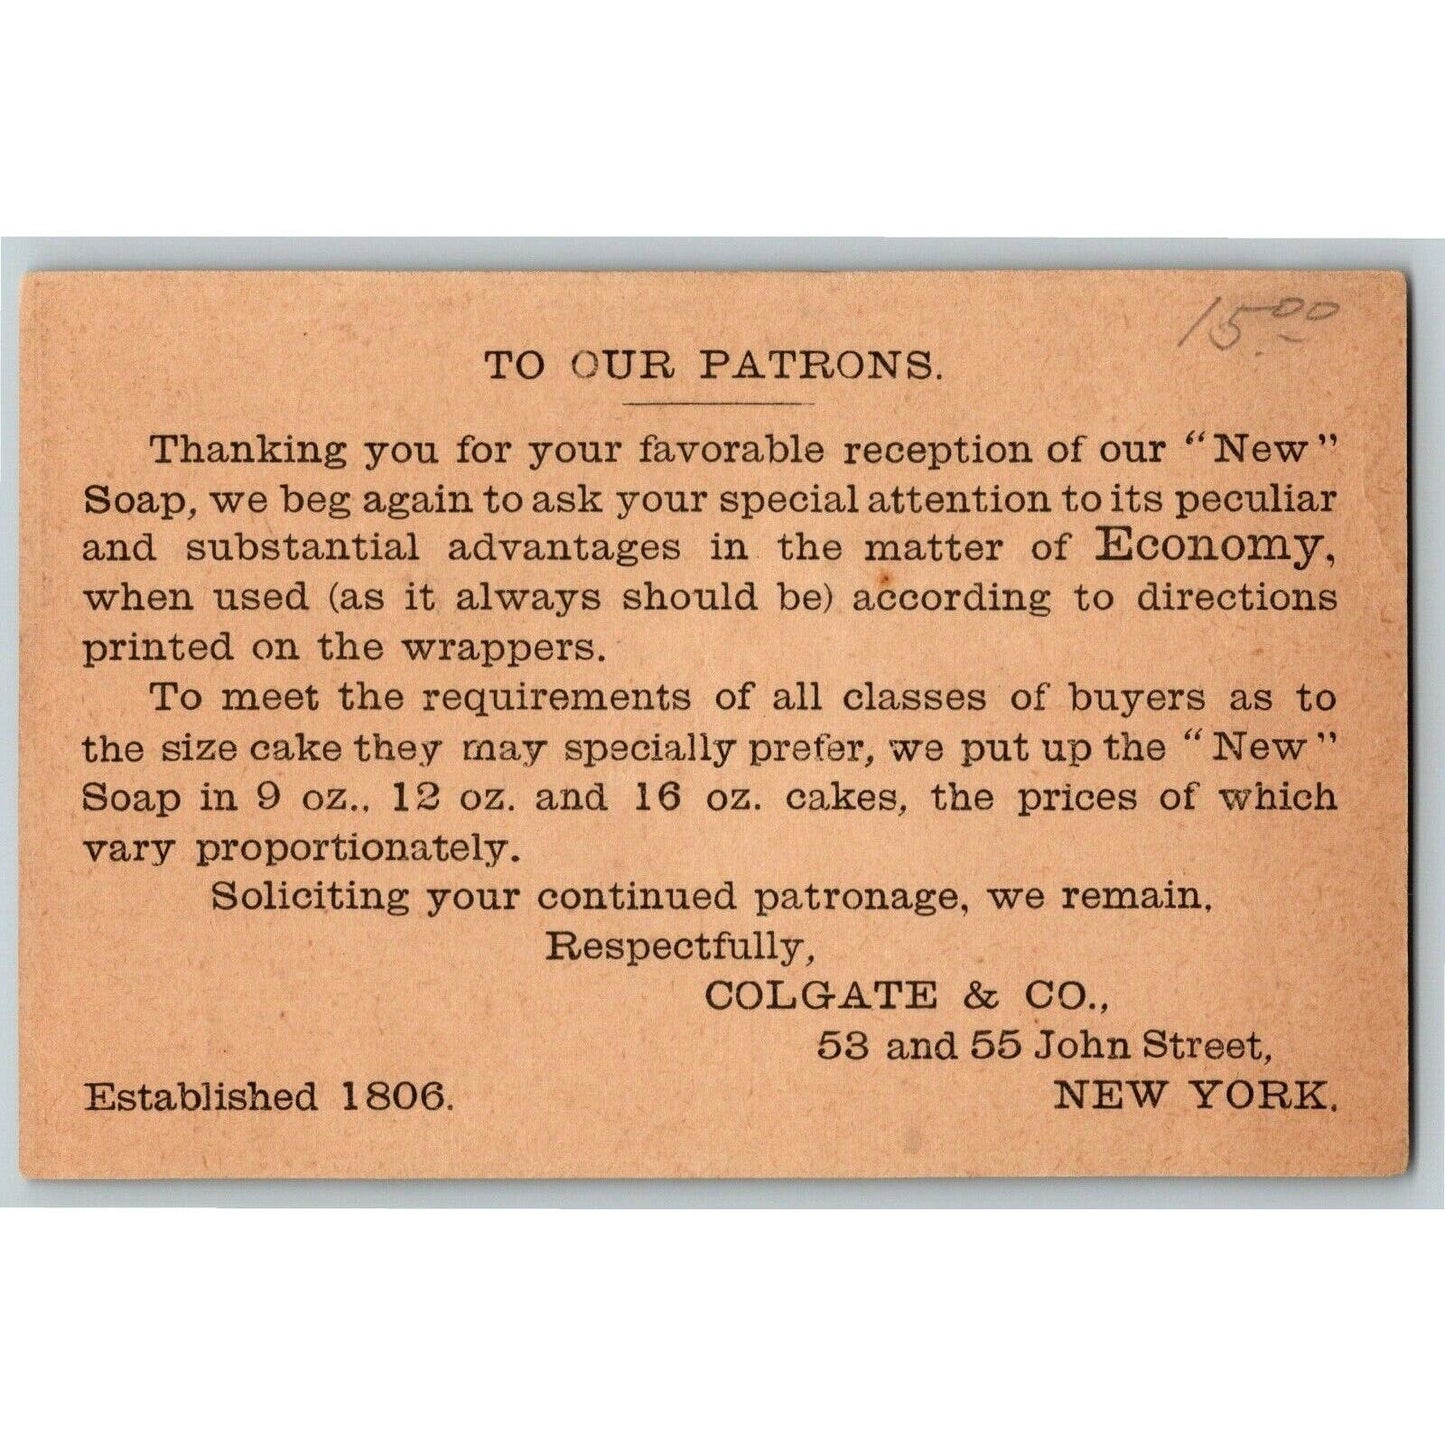 15.00
TO OUR PATRONS.
Thanking you for your favorable reception of our “New”
Soap, we beg again to ask your special attention to its peculiar
and substantial advantages in the matter of Economy,
when used (as it always should be) according to directions
printed on the wrappers.
To meet the requirements of all classes of buyers as to
the size cake they may specially prefer, we put up the “New”
Soap in 9 oz., 12 oz. and 16 oz. cakes, the prices of which
vary proportionately.
Soliciting your continued patronage, we remain,
Respectfully,
COLGATE & CO.,
53 and 55 John Street,
Established 1806. NEW YORK.